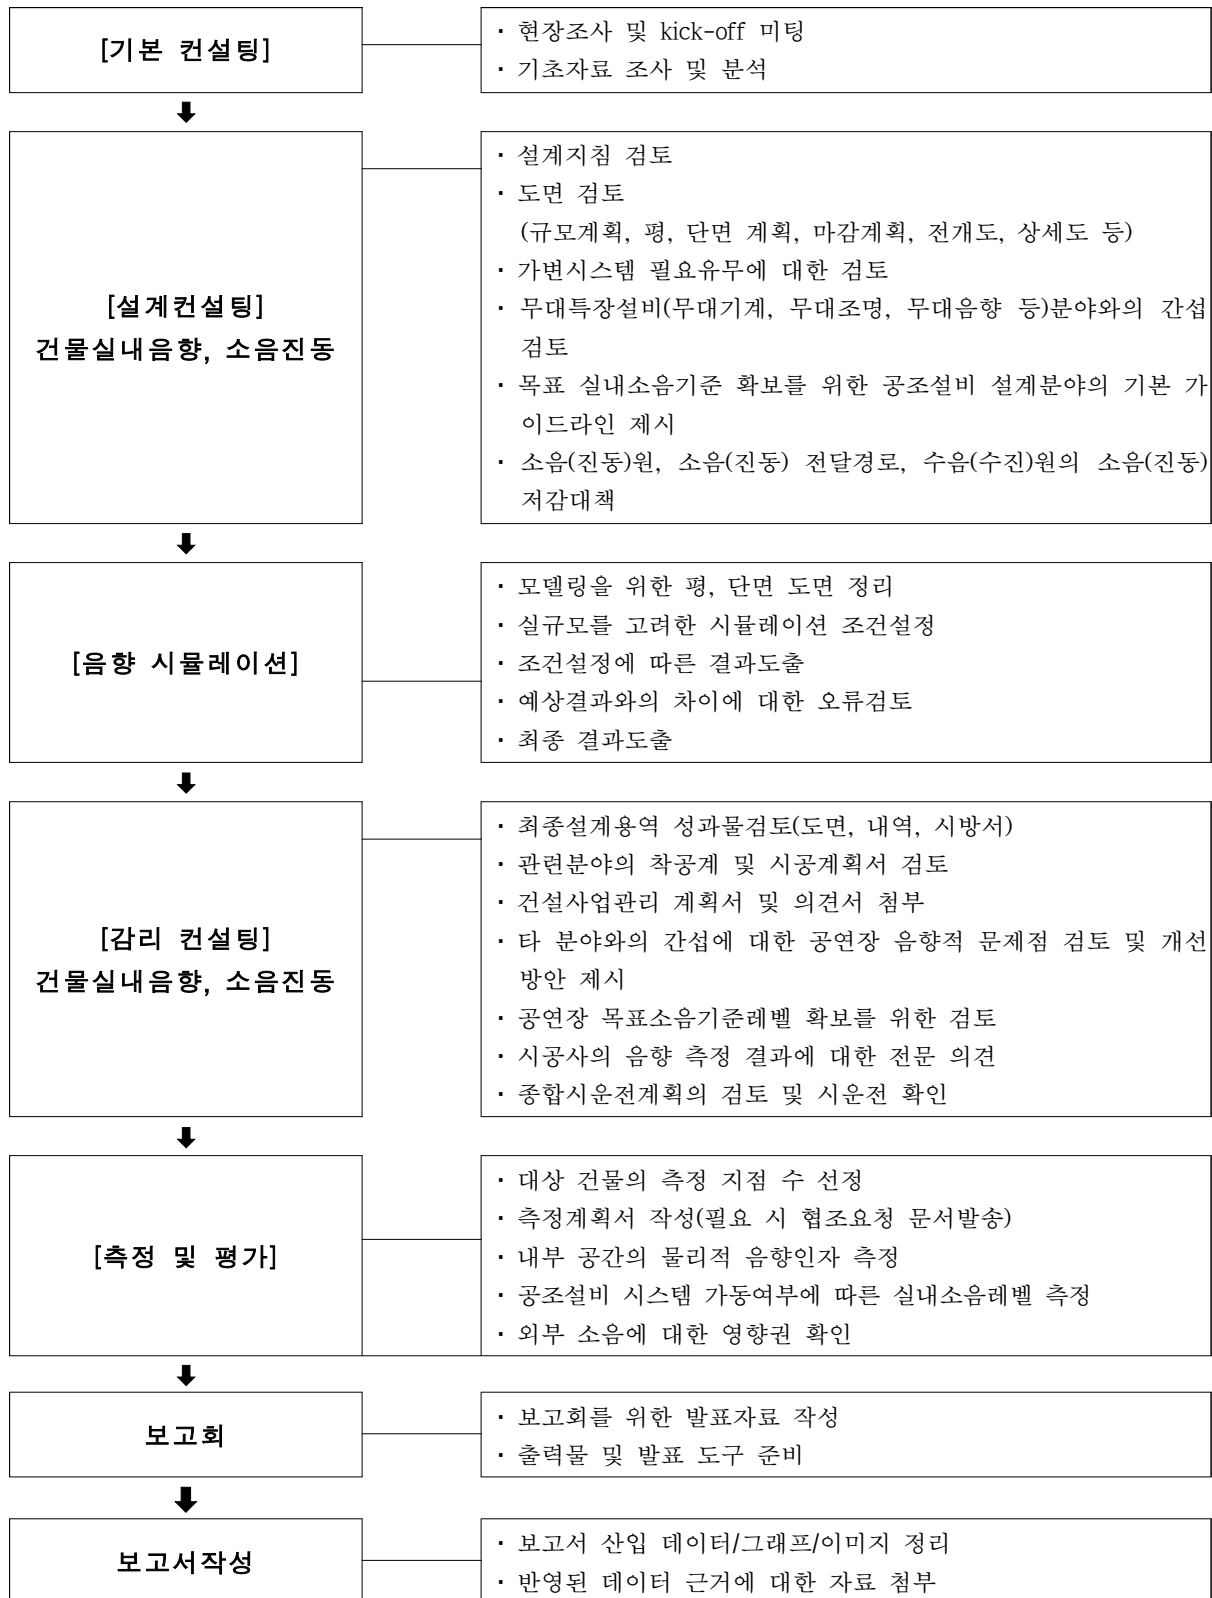 [기본 컨설팅]
· 현장조사 및 kick-off 미팅
· 기초자료 조사 및 분석
[설계컨설팅]
건물실내음향, 소음진동
· 설계지침 검토
· 도면 검토
(규모계획, 평, 단면 계획, 마감계획, 전개도, 상세도 등)
· 가변시스템 필요유무에 대한 검토
· 무대특장설비(무대기계, 무대조명, 무대음향 등)분야와의 간섭
검토
· 목표 실내소음기준 확보를 위한 공조설비 설계분야의 기본 가
이드라인 제시
· 소음(진동)원, 소음(진동) 전달경로, 수음(수진)원의 소음(진동)
저감대책
[음향 시뮬레이션]
· 모델링을 위한 평, 단면 도면 정리
· 실규모를 고려한 시뮬레이션 조건설정
· 조건설정에 따른 결과도출
· 예상결과와의 차이에 대한 오류검토
· 최종 결과도출
[감리 컨설팅]
건물실내음향, 소음진동
· 최종설계용역 성과물검토(도면, 내역, 시방서)
· 관련분야의 착공계 및 시공계획서 검토
· 건설사업관리 계획서 및 의견서 첨부
· 타 분야와의 간섭에 대한 공연장 음향적 문제점 검토 및 개선
방안 제시
· 공연장 목표소음기준레벨 확보를 위한 검토
· 시공사의 음향 측정 결과에 대한 전문 의견
· 종합시운전계획의 검토 및 시운전 확인
[측정 및 평가]
· 대상 건물의 측정 지점 수 선정
· 측정계획서 작성(필요 시 협조요청 문서발송)
· 내부 공간의 물리적 음향인자 측정
· 공조설비 시스템 가동여부에 따른 실내소음레벨 측정
· 외부 소음에 대한 영향권 확인
보고회
· 보고회를 위한 발표자료 작성
· 출력물 및 발표 도구 준비
보고서작성
· 보고서 산입 데이터/그래프/이미지 정리
· 반영된 데이터 근거에 대한 자료 첨부